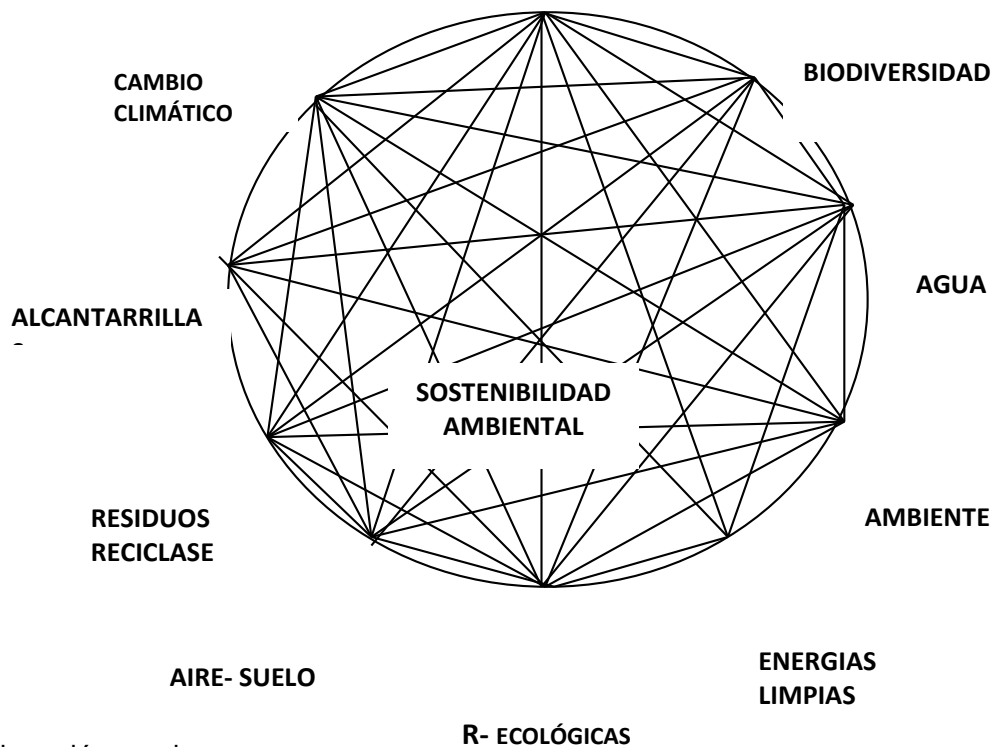 CAMBIO
CLIMÁTICO
BIODIVERSIDAD
AGUA
ALCANTARRILLA
SOSTENIBILIDAD
AMBIENTAL
RESIDUOS
RECICLASE
AMBIENTE
AIRE- SUELO
ENERGIAS
LIMPIAS
R- ECOLÓGICAS